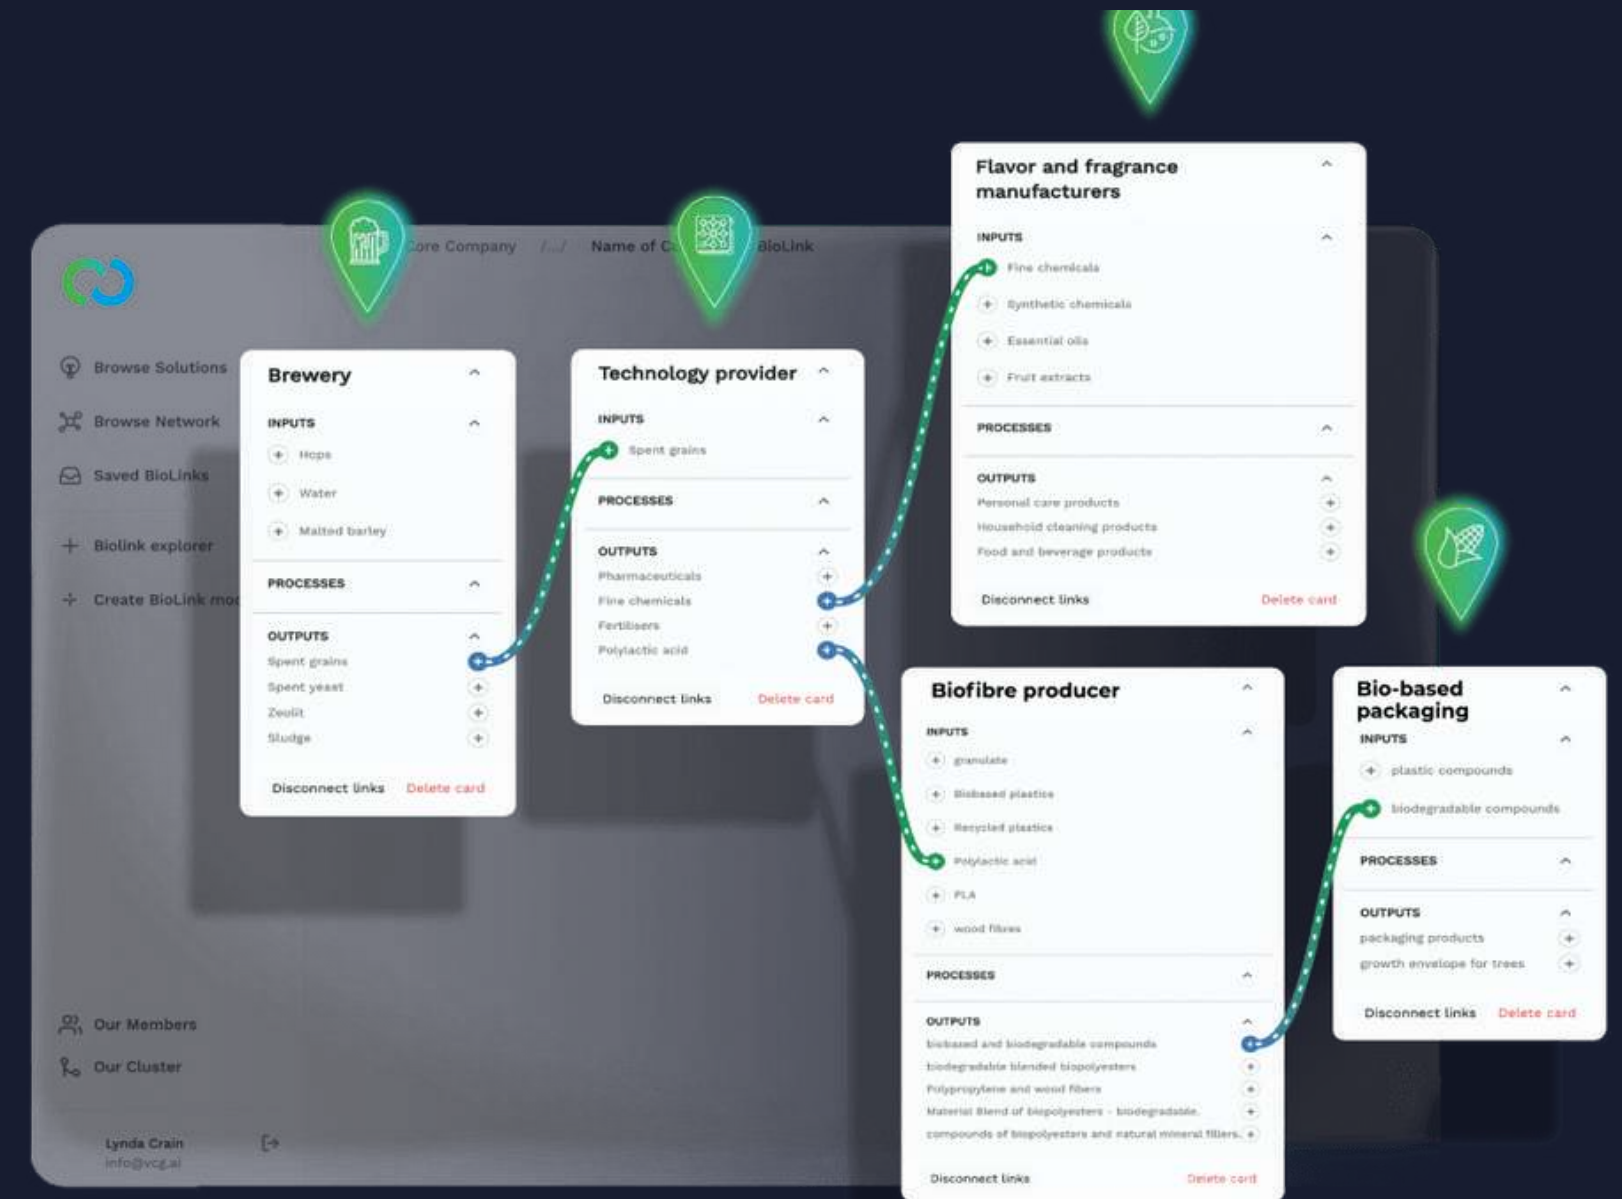 Core Company /.../ Name of C BioLink
Browse Solutions
Browse Network
Saved BioLinks
Biolink explorer
Create BioLink mod
Our Members
Our Cluster
Lynda Crain
info@vcg.ai
Brewery
INPUTS
Hops
Water
Malted barley
PROCESSES
OUTPUTS
Spent grains
Spent yeast
Zeolit
Sludge
Disconnect links Delete card
Technology provider
INPUTS
Spent grains
PROCESSES
OUTPUTS
Pharmaceuticals
Fine chemicals
Fertilisers
Polylactic acid
Disconnect links Delete card
Flavor and fragrance
manufacturers
INPUTS
Fine chemicals
Synthetic chemicals
Essential oils
Fruit extracts
PROCESSES
OUTPUTS
Personal care products
Household cleaning products
Food and beverage products
Disconnect links Delete card
Biofibre producer
INPUTS
granulate
Biobased plastics
Recycled plastics
Polylactic acid
PLA
wood fibres
PROCESSES
OUTPUTS
biobased and biodegradable compounds
biodegradable blended biopolyesters
Polypropylene and wood fibers
Material Blend of biopolyesters - biodegradable.
compounds of biopolyesters and natural mineral fillers.
Disconnect links Delete card
Bio-based
packaging
INPUTS
plastic compounds
biodegradable compounds
PROCESSES
OUTPUTS
packaging products
growth envelope for trees
Disconnect links Delete card